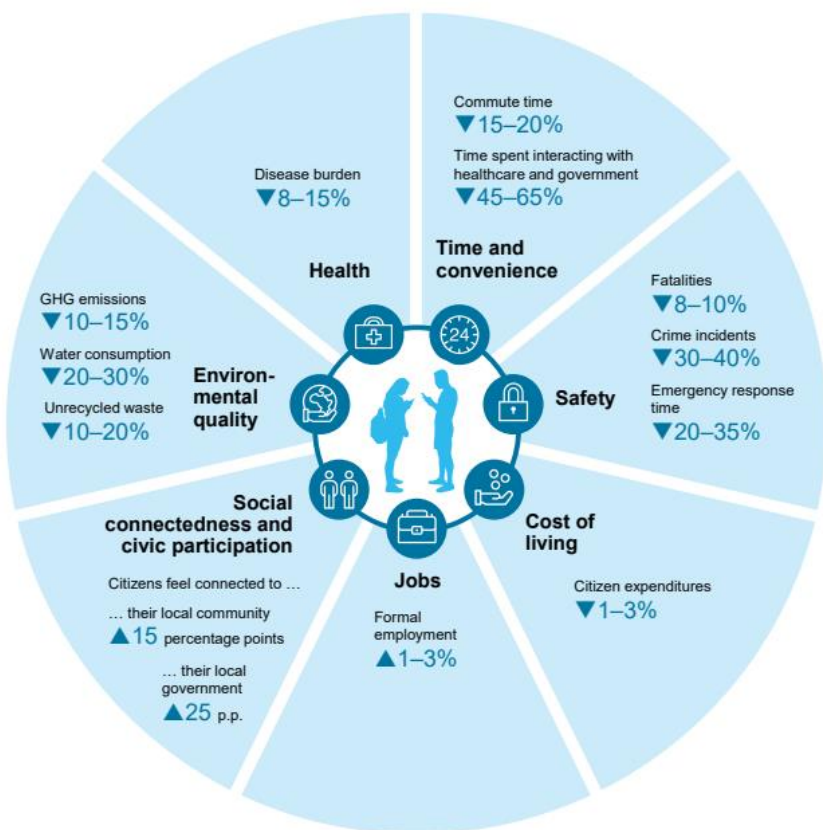 Commute time
▼15–20%
Time spent interacting with
healthcare and government
▼45–65%
Time and
convenience
24
Disease burden
▼8–15%
Health
Fatalities
▼8–10%
Crime incidents
▼30–40%
Emergency response
time
▼20–35%
Safety
GHG emissions
▼10–15%
Water consumption
▼20–30%
Unrecycled waste
▼10–20%
Environ-
mental
quality
Social
connectedness and
civic participation
Citizens feel connected to …
… their local community
▲15 percentage points
… their local
government
▲25 p.p.
Jobs
Formal
employment
▲1–3%
Cost of
living
Citizen expenditures
▼1–3%